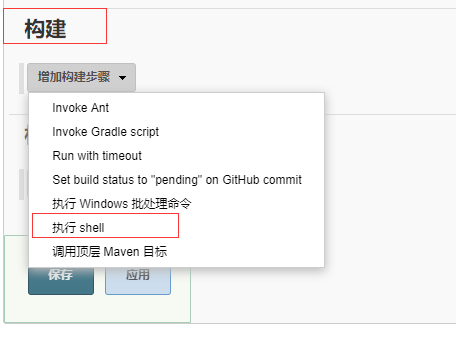 构建
增加构建步骤
Invoke Ant
Invoke Gradle script
Run with timeout
Set build status to "pending" on GitHub commit
执行 Windows 批处理命令
执行 shell
调用顶层 Maven 目标
保存
应用